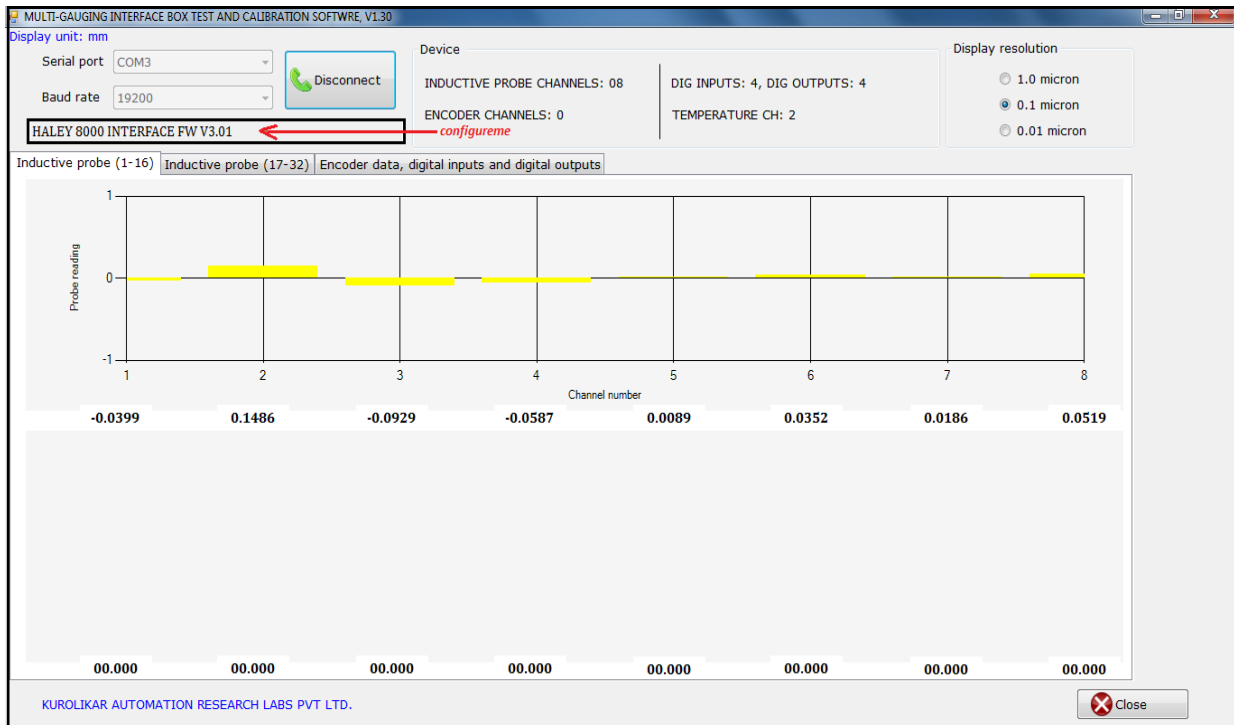 MULTI-GAUGING INTERFACE BOX TEST AND CALIBRATION SOFTWRE, V1.30
Display unit: mm
Serial port COM3
Baud rate 19200
Disconnect
HALEY 8000 INTERFACE FW V3.01
configureme
Device
INDUCTIVE PROBE CHANNELS: 08
ENCODER CHANNELS: 0
DIG INPUTS: 4, DIG OUTPUTS: 4
TEMPERATURE CH: 2
Display resolution
1.0 micron
0.1 micron
0.01 micron
Inductive probe (1-16) Inductive probe (17-32) Encoder data, digital inputs and digital outputs
Probe reading
1
0
-1
1 2 3 4 5 6 7 8
Channel number
-0.0399 0.1486 -0.0929 -0.0587 0.0089 0.0352 0.0186 0.0519
00.000 00.000 00.000 00.000 00.000 00.000 00.000 00.000
KUROLIKAR AUTOMATION RESEARCH LABS PVT LTD.
Close